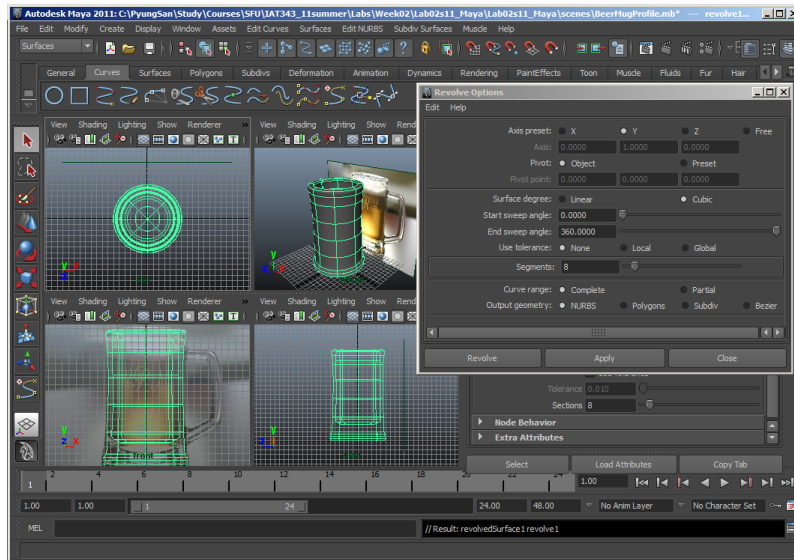 Autodesk Maya 2011: C:\PyungSan\Study\Courses\SFU\IAT343_11summer\Labs\Week02\Lab02s11_Maya\Lab02s11_Maya\scenes\BeerMugProfile.mb* --- revolve1...
File Edit Modify Create Display Window Assets Edit Curves Surfaces Edit NURBS Subdiv Surfaces Muscle Help
Surfaces
General Curves Surfaces Polygons Subdivs Deformation Animation Dynamics Rendering PaintEffects Toon Muscle Fluids Fur Hair
Revolve Options
Edit Help
View Shading Lighting Show Renderer
View Shading Lighting Show Rend
Axis preset: X Y Z Free
Axis: 0.0000 1.0000 0.0000
Pivot: Object Preset
Pivot point: 0.0000 0.0000 0.0000
Surface degree: Linear Cubic
Start sweep angle: 0.0000
End sweep angle: 360.0000
Use tolerance: None Local Global
Segments: 8
Curve range: Complete Partial
Output geometry: NURBS Polygons Subdiv Bezier
Revolve Apply Close
y
z x
y
z x
View Shading Lighting Show Renderer
View Shading Lighting Show Rend
Tolerance 0.010
Sections 8
Node Behavior
Extra Attributes
y
z x
front
Select Load Attributes Copy Tab
1 2 4 6 8 10 12 14 16 18 20 22 24 1.00
1.00 1.00 1 24 24.00 48.00 No Anim Layer No Character Set
MEL // Result: revolvedSurface1 revolve1